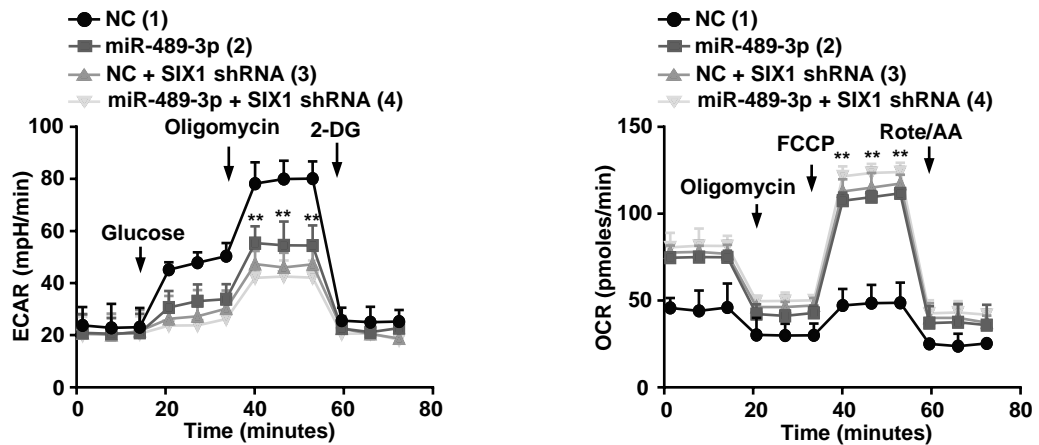 NC (1)
miR-489-3p (2)
NC + SIX1 shRNA (3)
miR-489-3p + SIX1 shRNA (4)
100
80
60
40
20
0
ECAR (mpH/min)
Glucose
Oligomycin
2-DG
** ** **
0 20 40 60 80
Time (minutes)
NC (1)
miR-489-3p (2)
NC + SIX1 shRNA (3)
miR-489-3p + SIX1 shRNA (4)
150
100
50
0
OCR (pmoles/min)
Oligomycin
FCCP
Rote/AA
** ** **
0 20 40 60 80
Time (minutes)